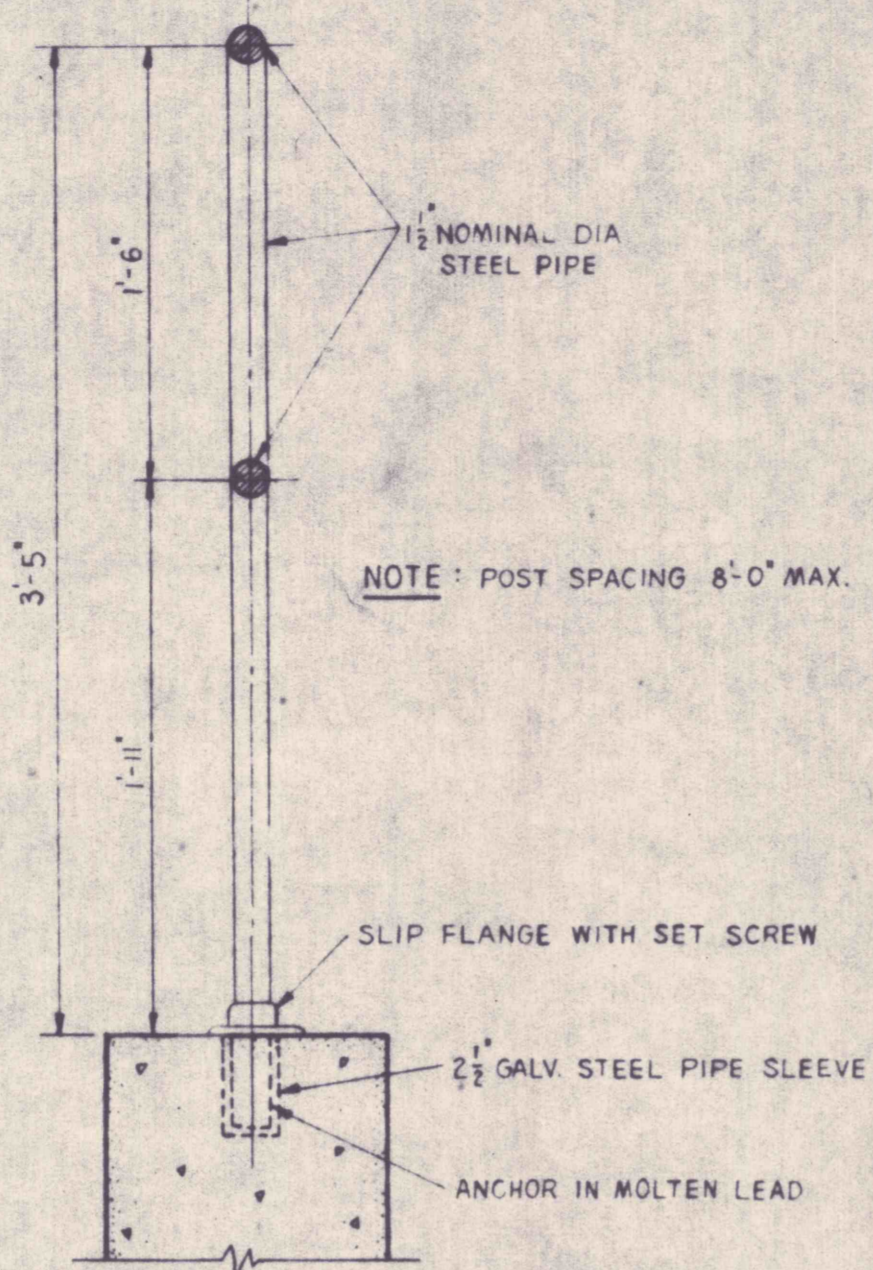 1'-6"
3'-5"
1'-11"
1½" NOMINAL DIA
STEEL PIPE
NOTE: POST SPACING 8'-0" MAX.
SLIP FLANGE WITH SET SCREW
2½" GALV. STEEL PIPE SLEEVE
ANCHOR IN MOLTEN LEAD